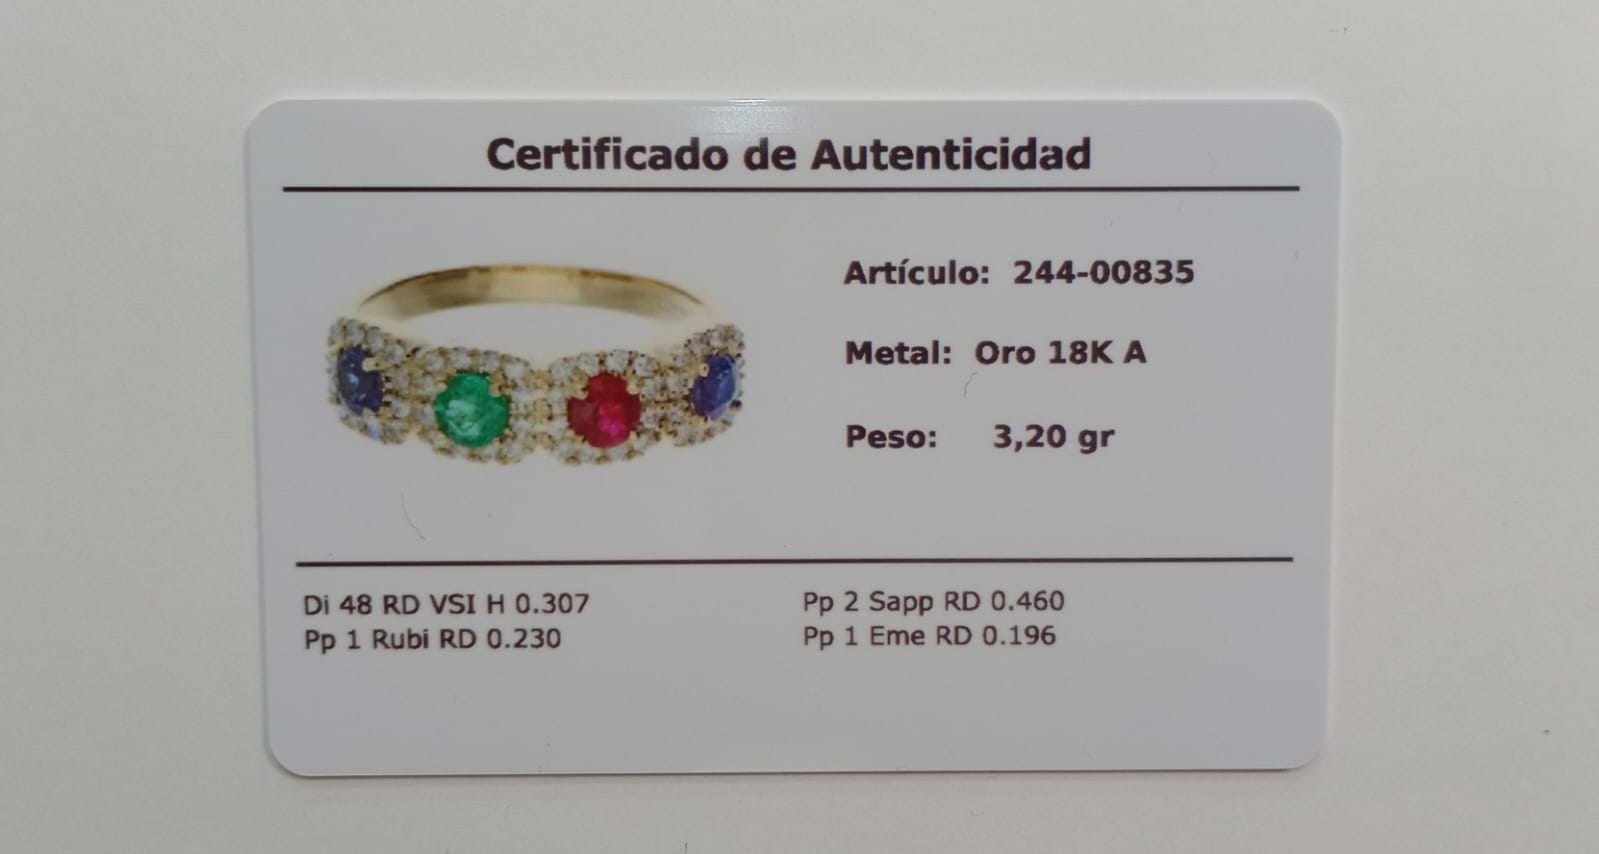 Certificado de Autenticidad
Artículo: 244-00835
Metal: Oro 18K A
Peso: 3,20 gr
Di 48 RD VSI H 0.307
Pp 1 Rubi RD 0.230
Pp 2 Sapp RD 0.460
Pp 1 Eme RD 0.196